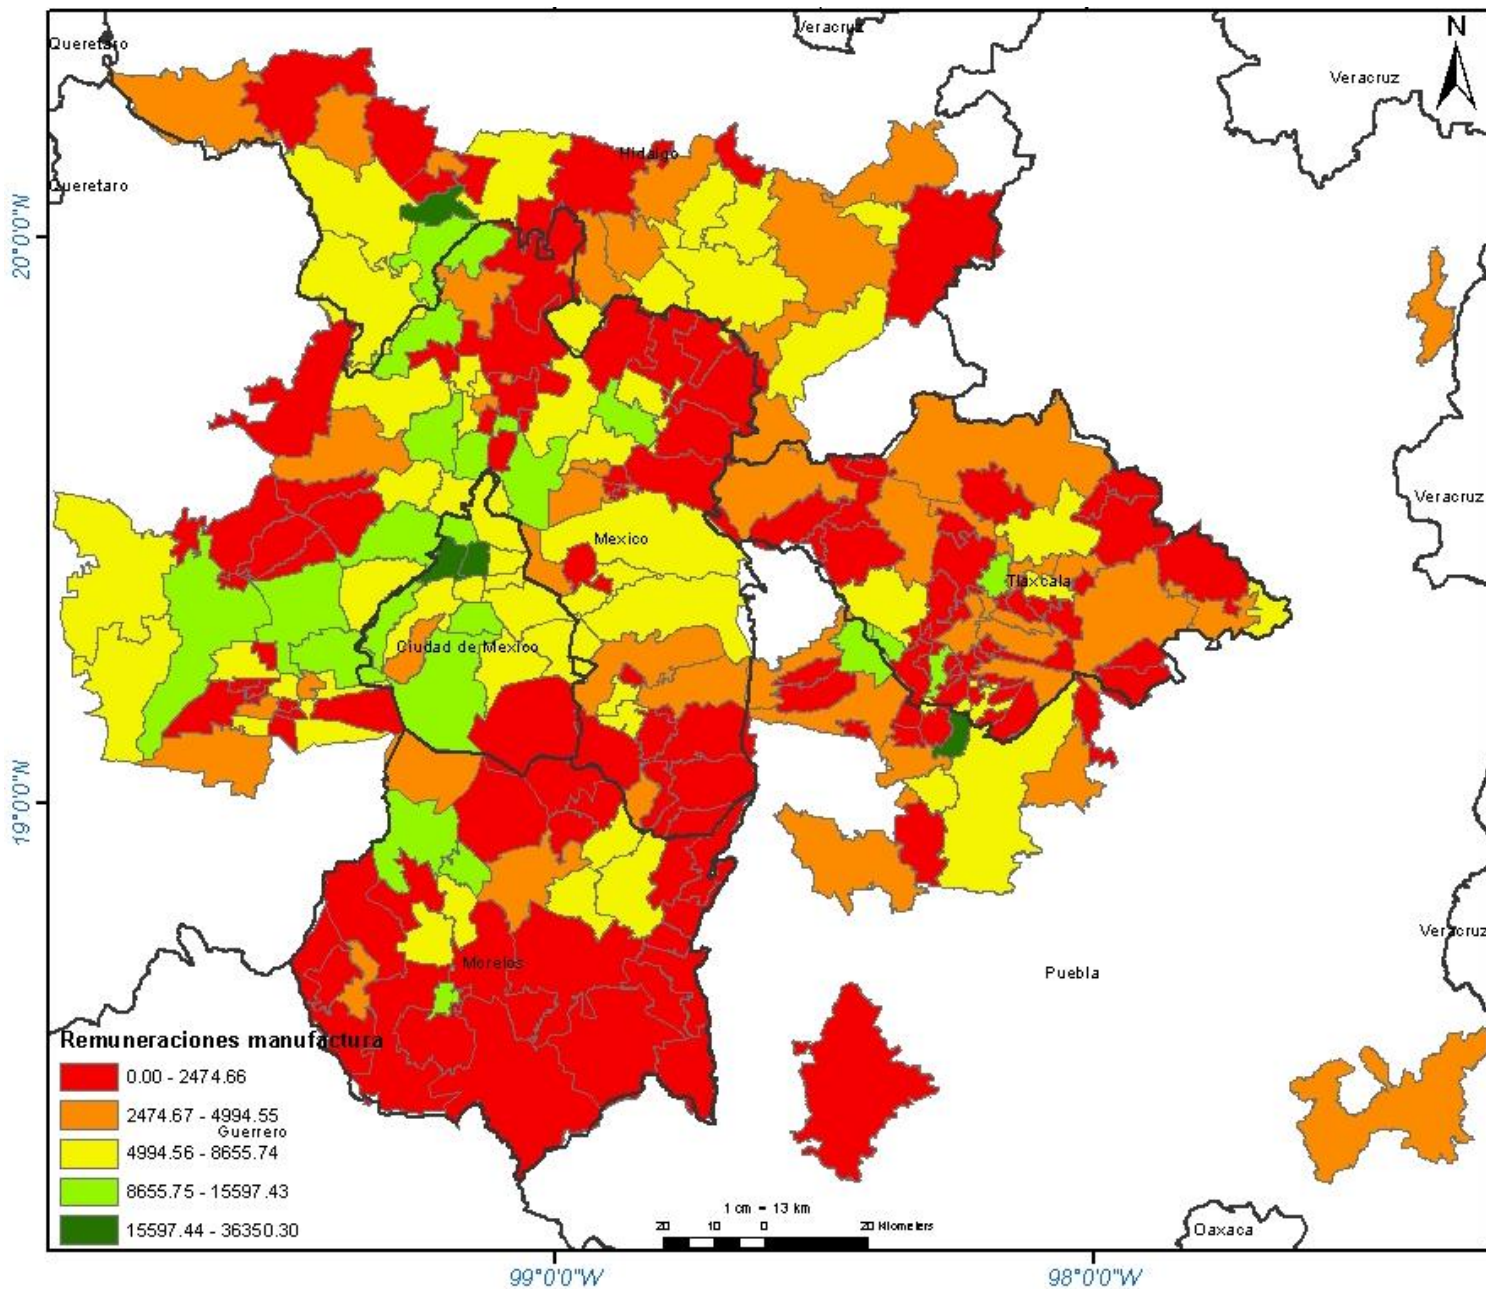 Queretaro
Veracruz
N
Veracruz
Hidalgo
Queretaro
20°0'0"N
Veracruz
Mexico
Tlaxcala
Ciudad de Mexico
19°0'0"N
Veracruz
Morelos
Puebla
Remuneraciones manufactura
0.00 - 2474.66
2474.67 - 4994.55
Guerrero
4994.56 - 8655.74
8655.75 - 15597.43
15597.44 - 36350.30
1 cm = 13 km
20 10 0 20 Kilometers
Oaxaca
99°0'0"W
98°0'0"W